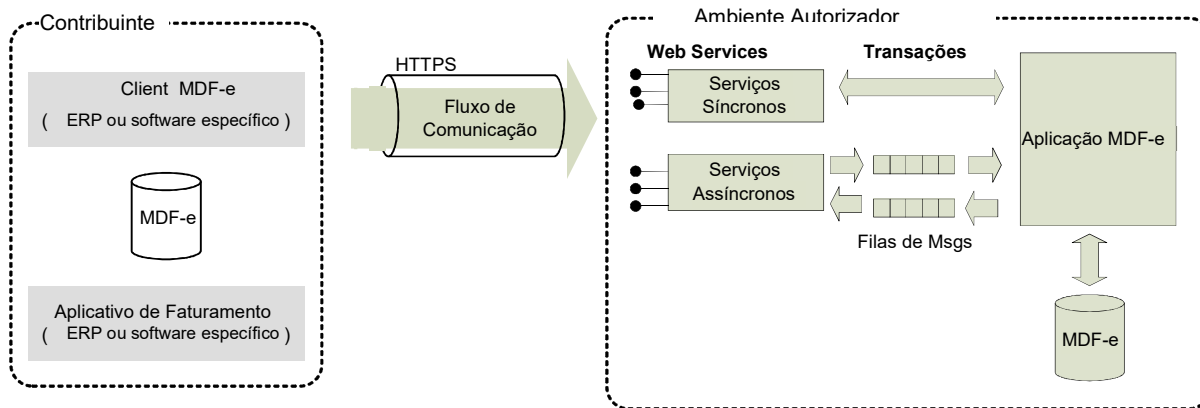 Contribuinte
Client MDF-e
( ERP ou software específico )
MDF-e
Aplicativo de Faturamento
( ERP ou software específico )
HTTPS
Fluxo de
Comunicação
Ambiente Autorizador
Web Services
Transações
Serviços
Síncronos
Serviços
Assíncronos
Filas de Msgs
Aplicação MDF-e
MDF-e